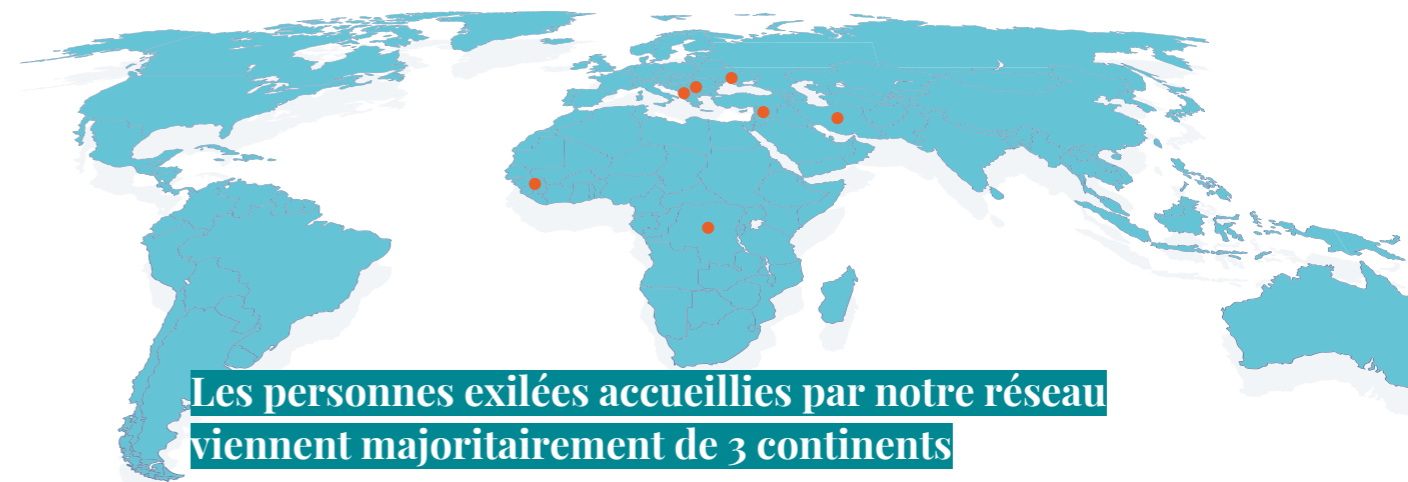 Les personnes exilées accueillies par notre réseau
viennent majoritairement de 3 continents